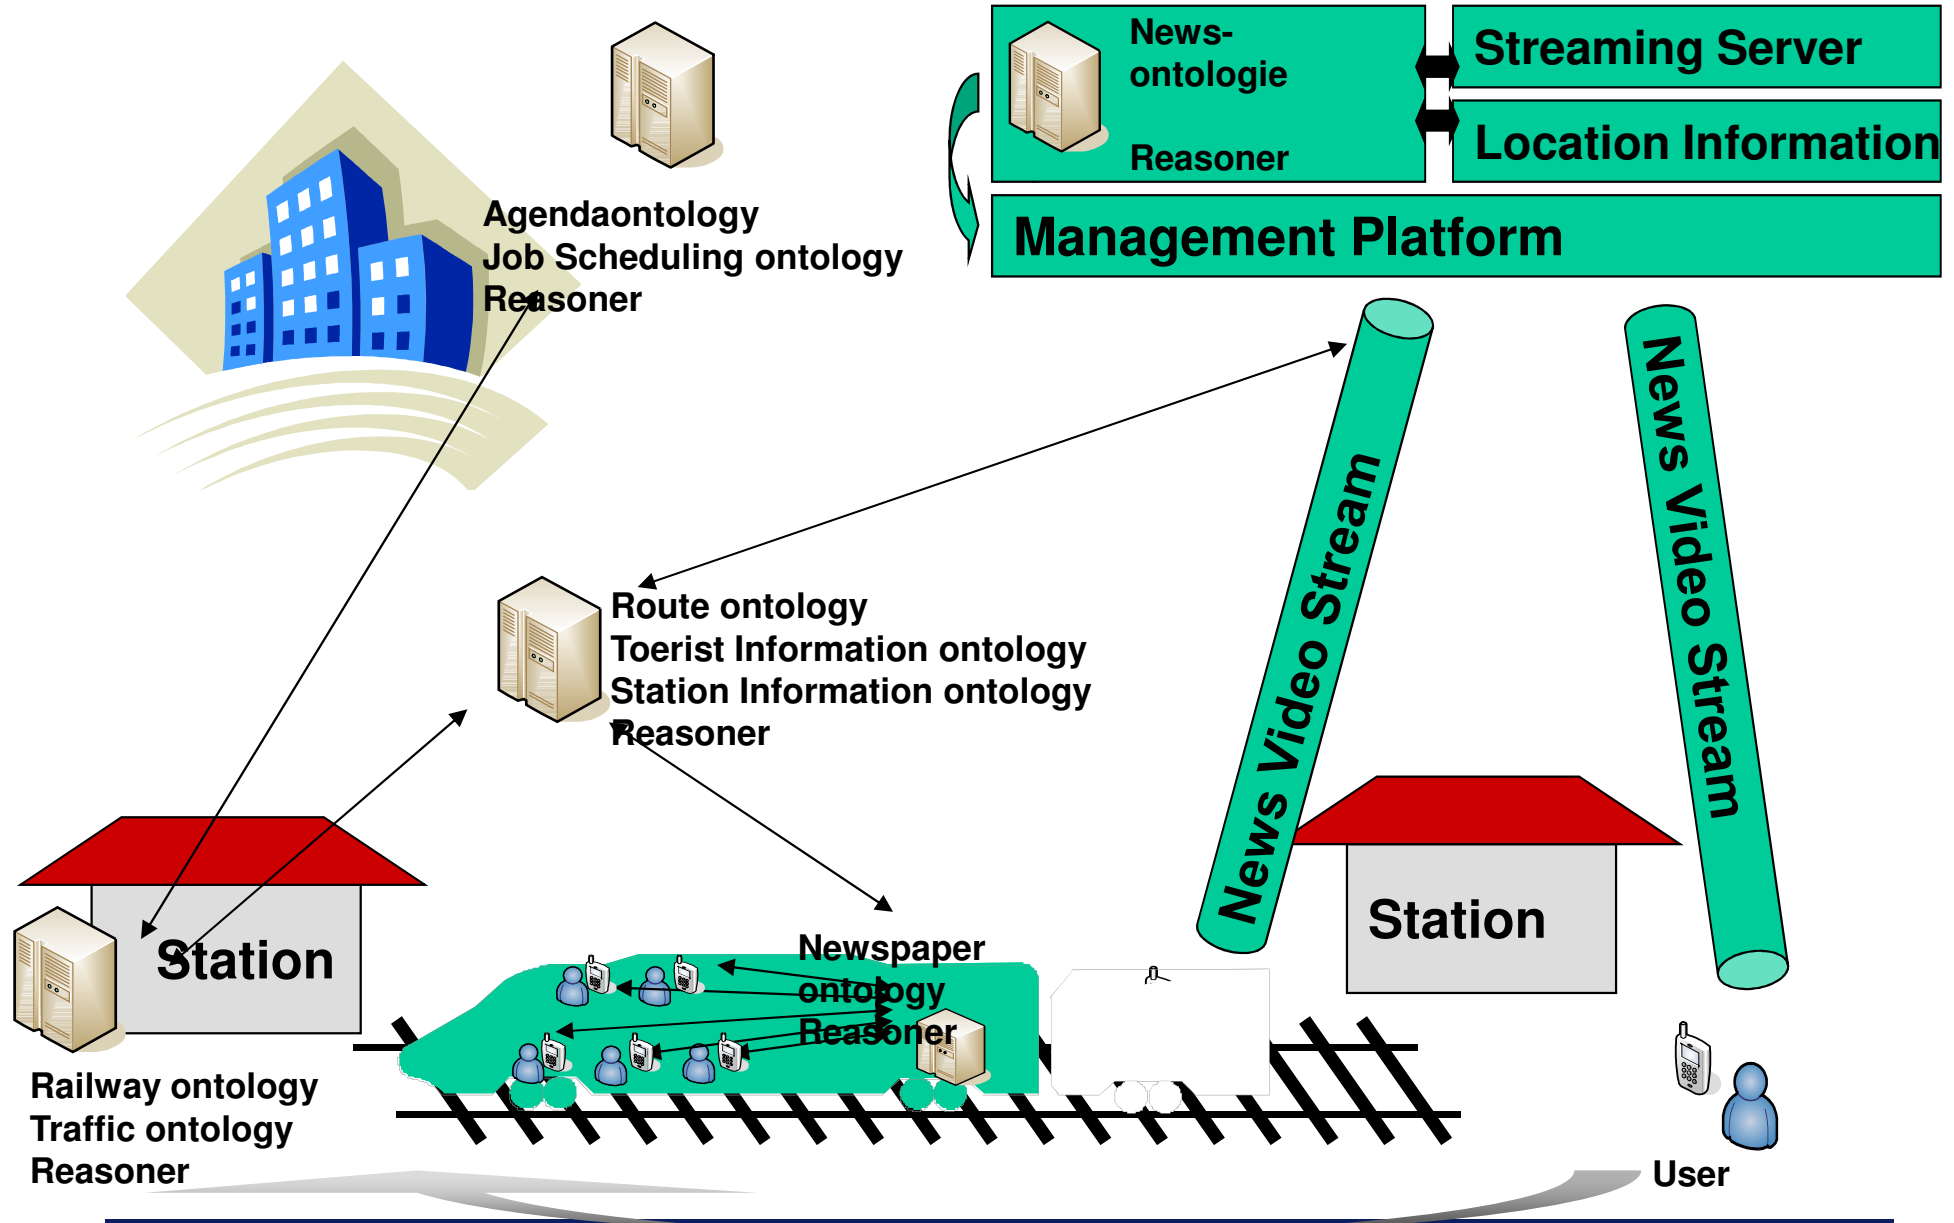 News-
ontologie
Reasoner
Streaming Server
Location Information
Management Platform
Agendaontology
Job Scheduling ontology
Reasoner
News Video Stream
News Video Stream
Route ontology
Toerist Information ontology
Station Information ontology
Reasoner
Station
Station
Newspaper
ontology
Reasoner
Railway ontology
Traffic ontology
Reasoner
User